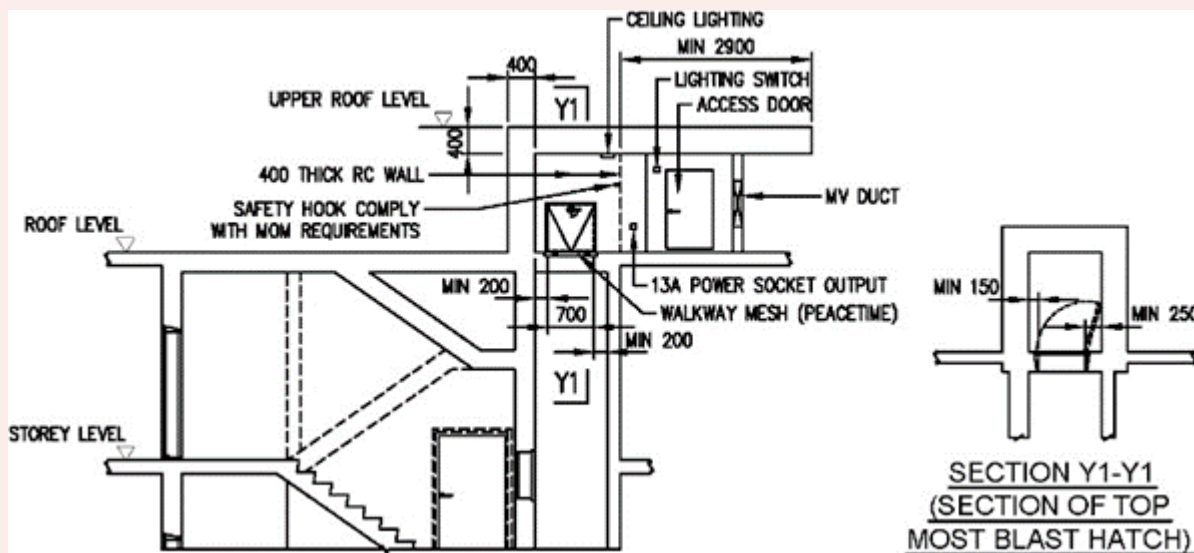 CEILING LIGHTING
MIN 2900
400
LIGHTING SWITCH
UPPER ROOF LEVEL
Y1
ACCESS DOOR
400
400 THICK RC WALL
MV DUCT
SAFETY HOOK COMPLY
WITH MOM REQUIREMENTS
ROOF LEVEL
13A POWER SOCKET OUTPUT
MIN 200
WALKWAY MESH (PEACETIME)
700
MIN 200
Y1
STOREY LEVEL
MIN 150
MIN 250
SECTION Y1-Y1
(SECTION OF TOP
MOST BLAST HATCH)